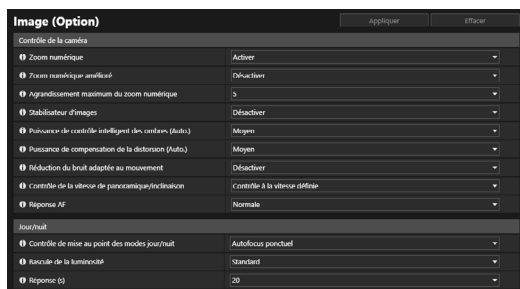 Image (Option)
Appliquer
Effacer
Contrôle de la caméra
Zoom numérique
Activer
Zoom numérique amélioré
Désactiver
Agrandissement maximum du zoom numérique
5
Stabilisateur d'images
Désactiver
Puissance de contrôle intelligent des ombres (Auto.)
Moyen
Puissance de compensation de la distorsion (Auto.)
Moyen
Réduction du bruit adaptée au mouvement
Désactiver
Contrôle de la vitesse de panoramique/inclinaison
Contrôle à la vitesse définie
Réponse AF
Normale
Jour/nuit
Contrôle de mise au point des modes jour/nuit
Autofocus ponctuel
Bascule de la luminosité
Standard
Réponse (s)
20